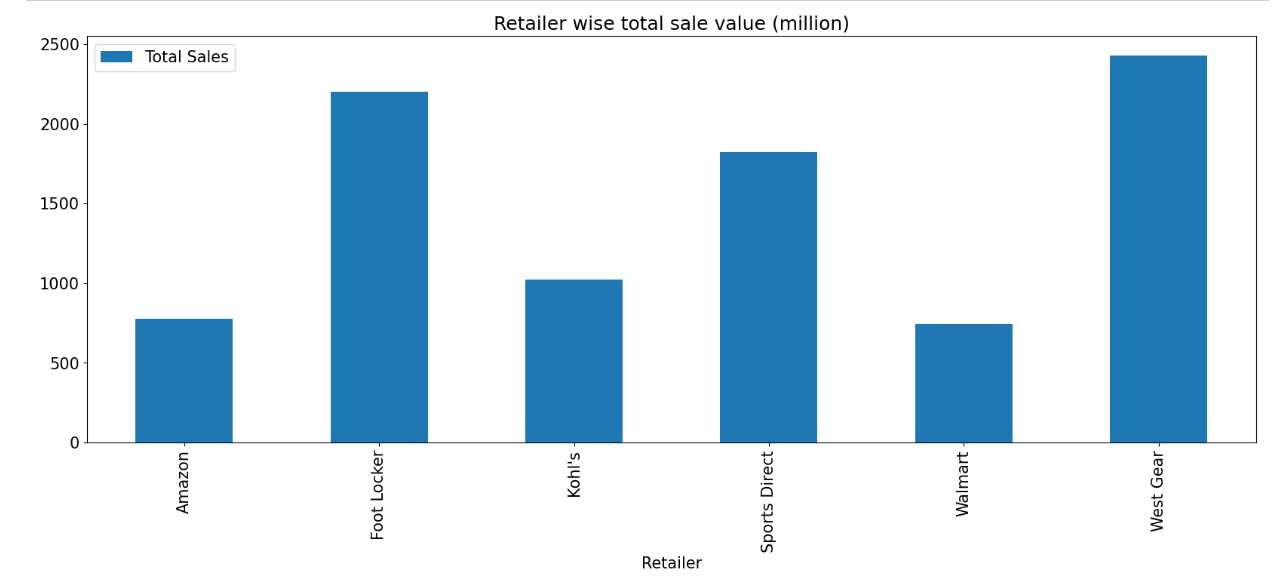 Retailer wise total sale value (million)
Total Sales
2500
2000
1500
1000
500
0
Amazon
Foot Locker
Kohl's
Sports Direct
Walmart
West Gear
Retailer